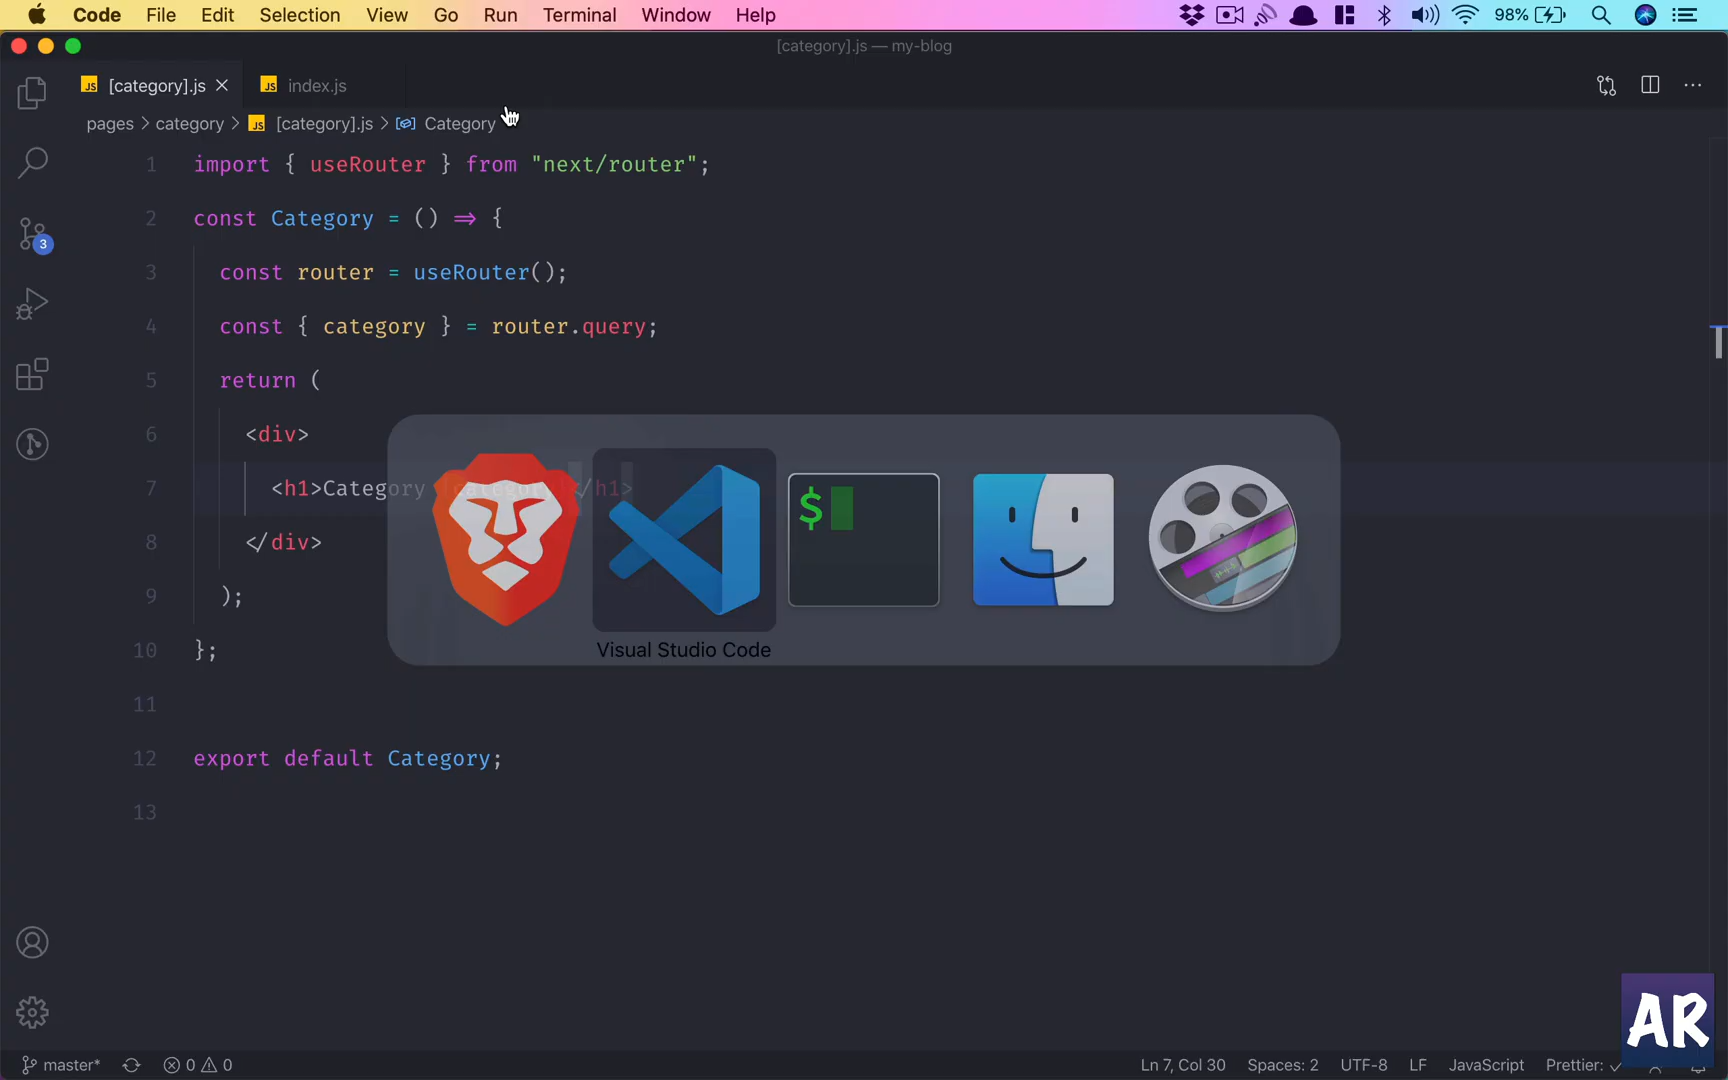 Code File Edit Selection View Go Run Terminal Window Help 98%
[category].js — my-blog
[category].js index.js
pages > category > JS [category].js > Category
1 import { useRouter } from "next/router";
2 const Category = () => {
3 const router = useRouter();
4 const { category } = router.query;
5 return (
6 <div>
7 <h1>Category {category}</h1>
8 </div>
9 );
10 };
11
12 export default Category;
13
3
$
Visual Studio Code
AR
master* 0 0 Ln 7, Col 30 Spaces: 2 UTF-8 LF JavaScript Prettier: ✓